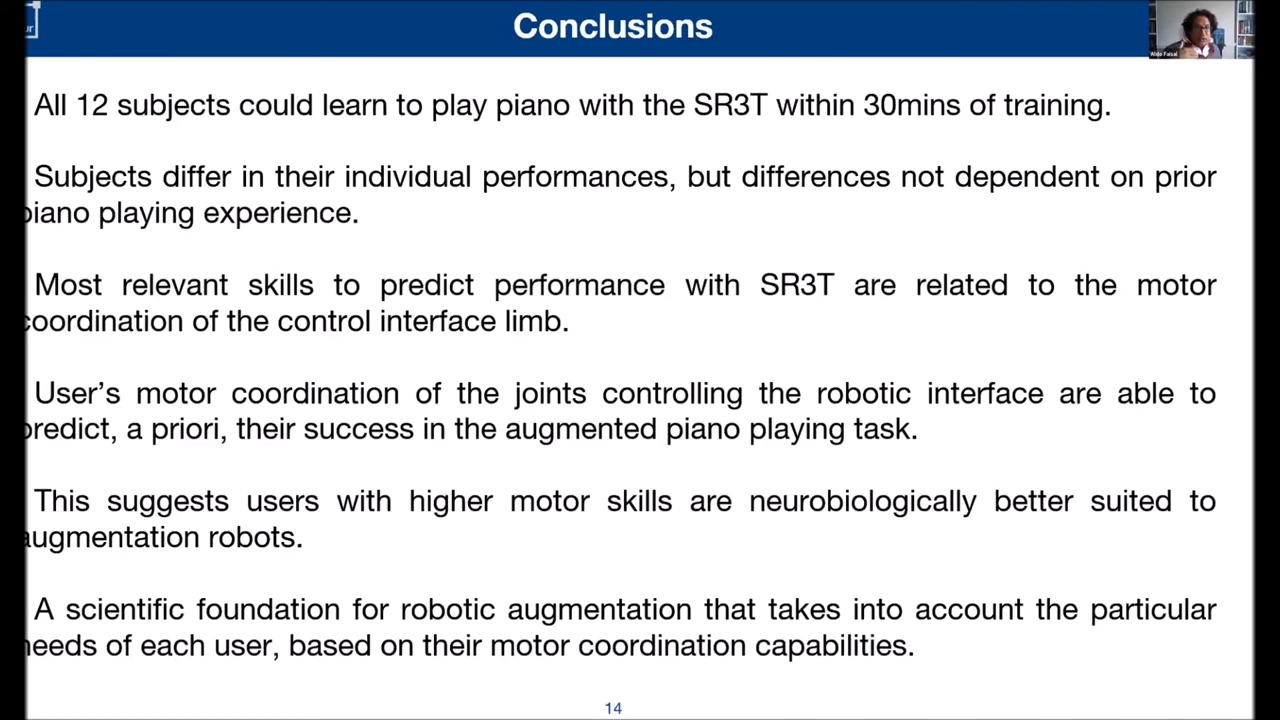 Conclusions
Aldo Faisal
All 12 subjects could learn to play piano with the SR3T within 30mins of training.
Subjects differ in their individual performances, but differences not dependent on prior
piano playing experience.
Most relevant skills to predict performance with SR3T are related to the motor
coordination of the control interface limb.
User’s motor coordination of the joints controlling the robotic interface are able to
predict, a priori, their success in the augmented piano playing task.
This suggests users with higher motor skills are neurobiologically better suited to
augmentation robots.
A scientific foundation for robotic augmentation that takes into account the particular
needs of each user, based on their motor coordination capabilities.
14